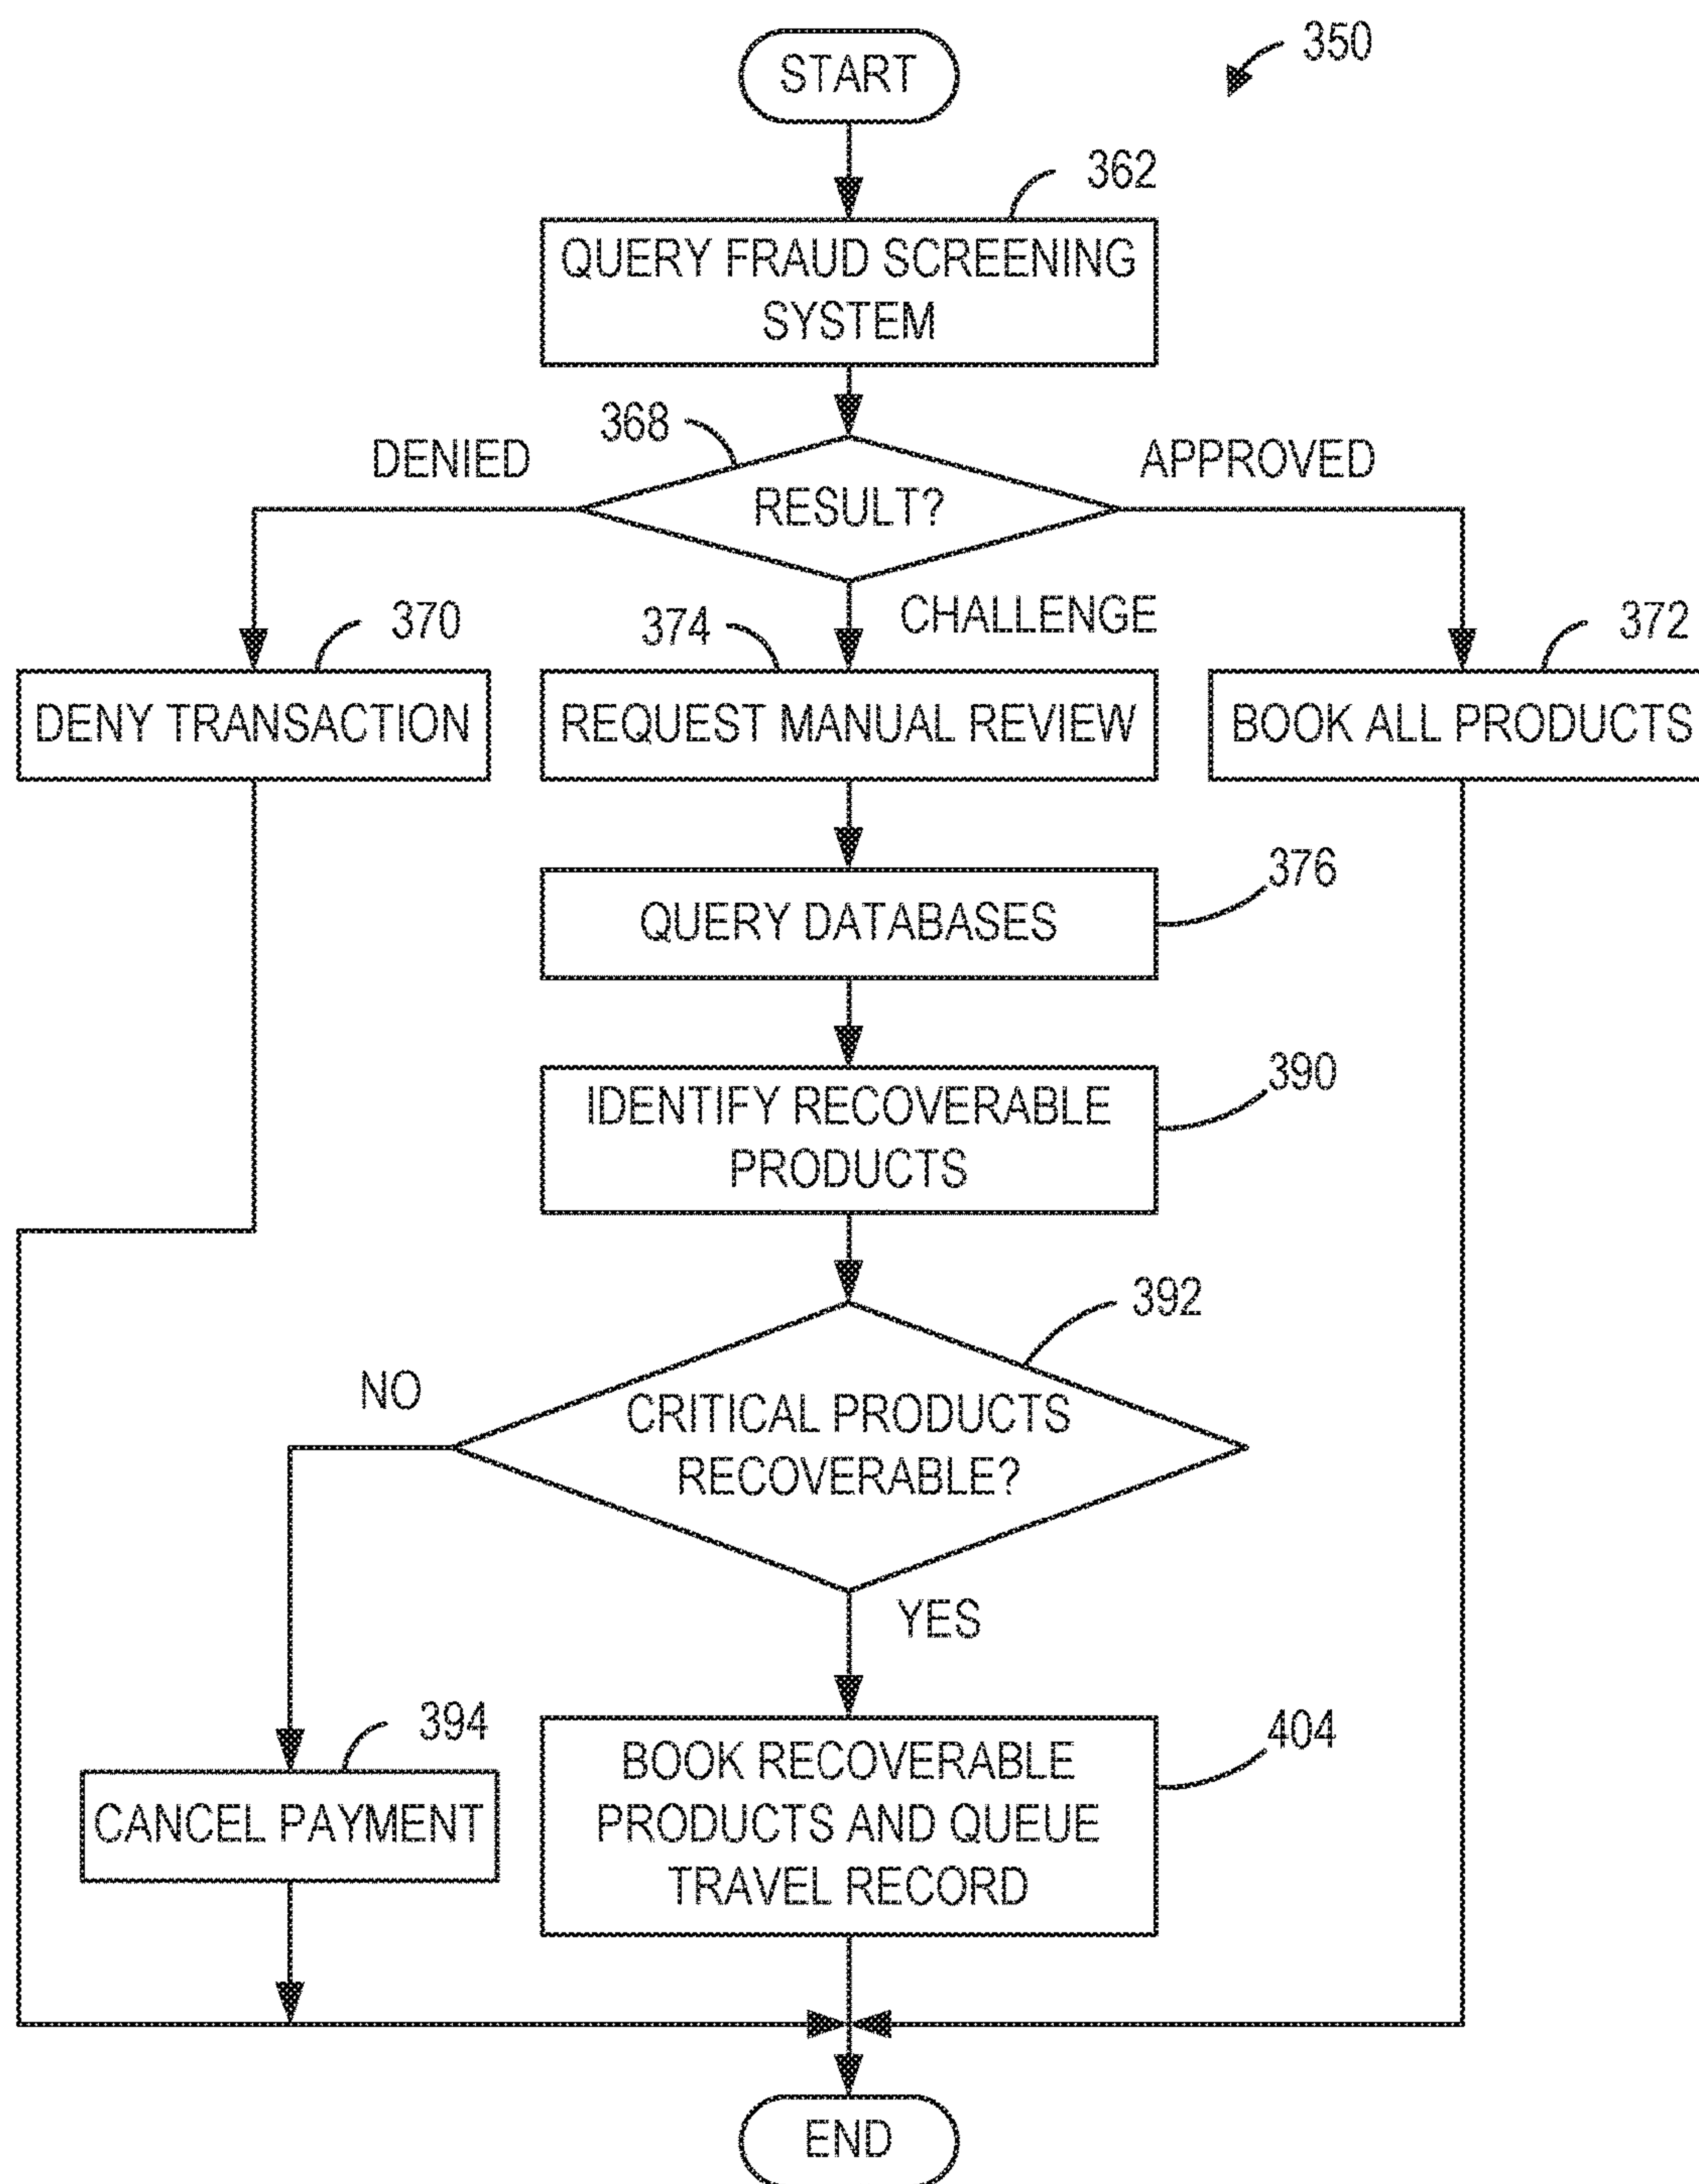 START
350
362
QUERY FRAUD SCREENING
SYSTEM
368
DENIED
APPROVED
RESULT?
370
374
CHALLENGE
372
DENY TRANSACTION
REQUEST MANUAL REVIEW
BOOK ALL PRODUCTS
376
QUERY DATABASES
390
IDENTIFY RECOVERABLE
PRODUCTS
392
NO
CRITICAL PRODUCTS
RECOVERABLE?
YES
394
404
CANCEL PAYMENT
BOOK RECOVERABLE
PRODUCTS AND QUEUE
TRAVEL RECORD
END